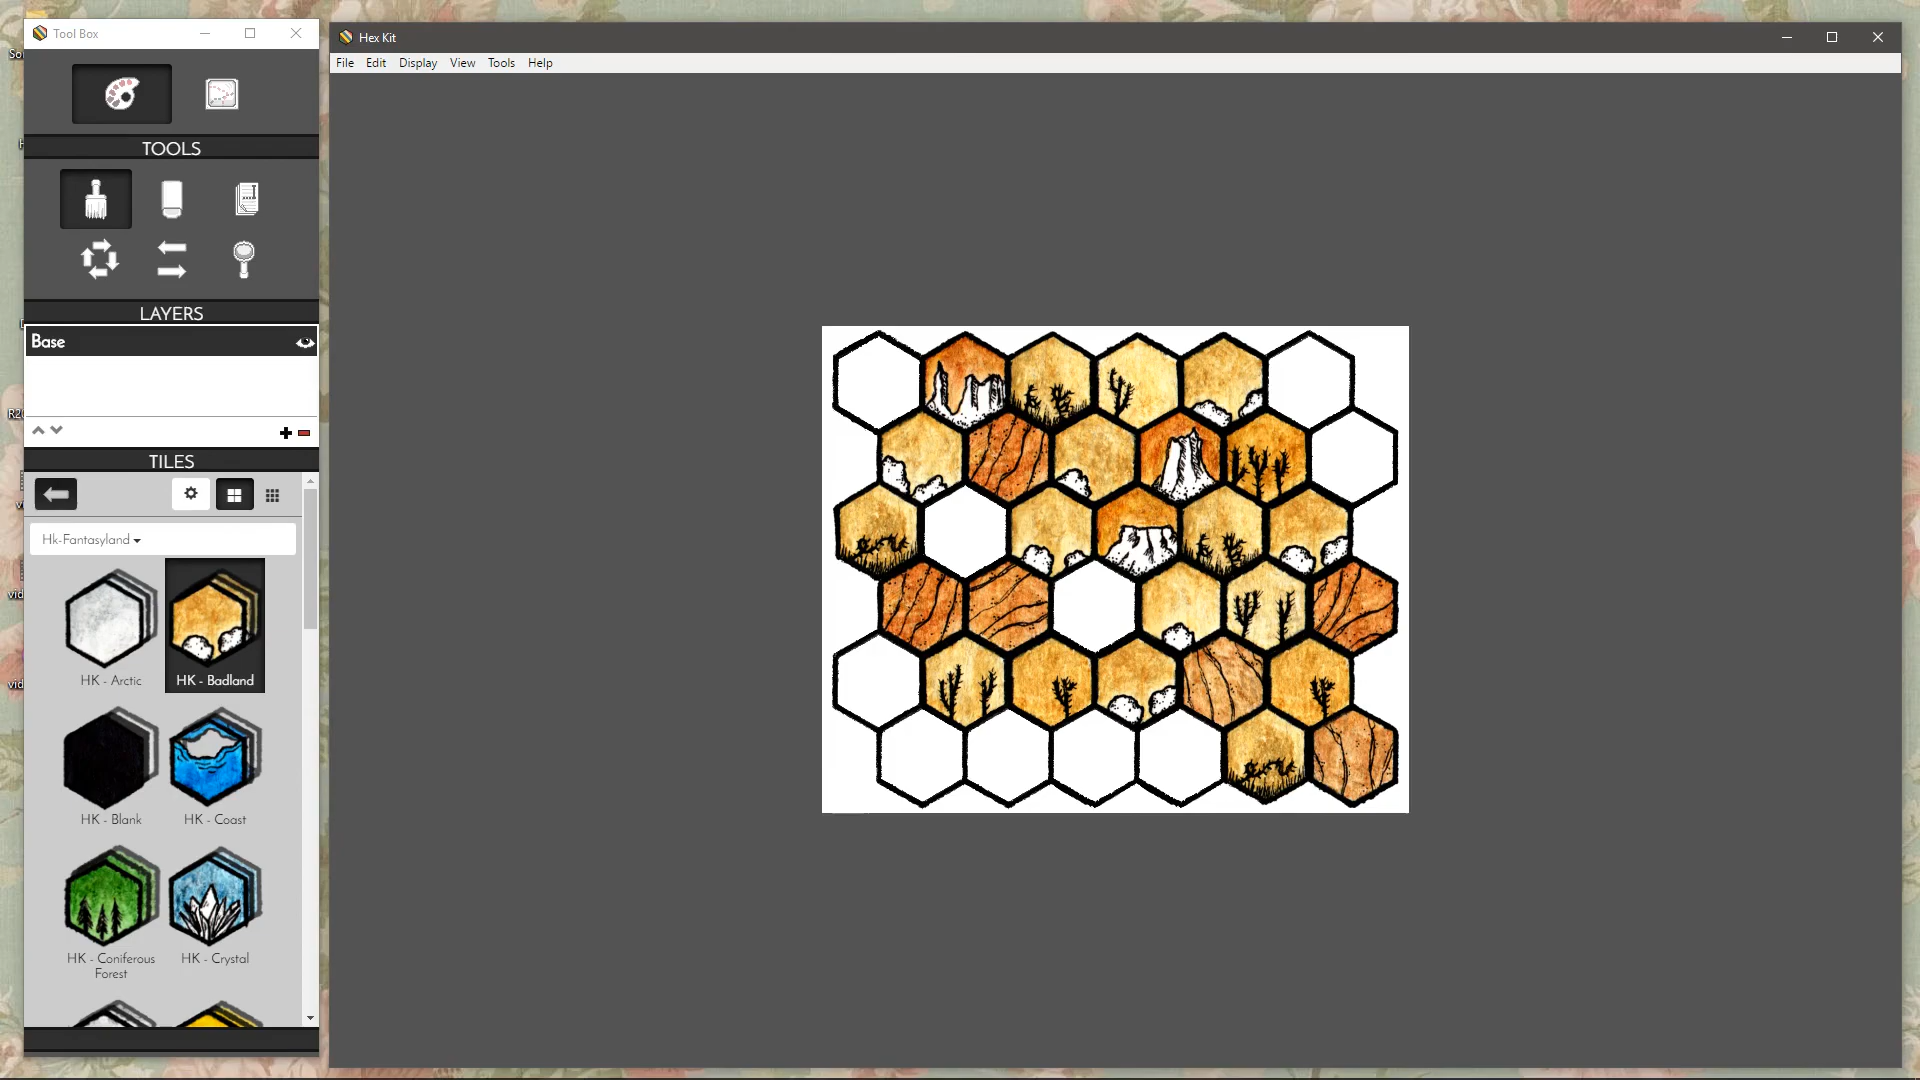 Tool Box
Hex Kit
File Edit Display View Tools Help
TOOLS
LAYERS
Base
TILES
Hk-Fantasyland
HK - Arctic
HK - Badland
HK - Blank
HK - Coast
HK - Coniferous
Forest
HK - Crystal